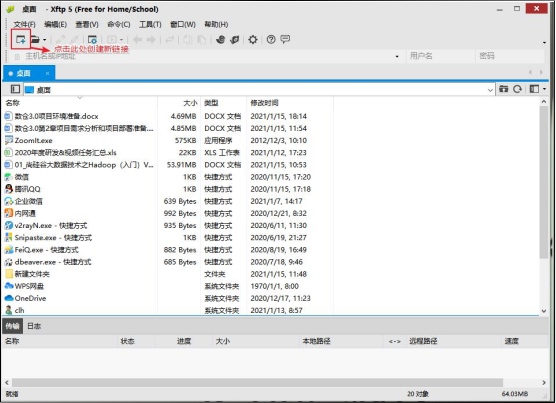 桌面 - Xftp 5 (Free for Home/School)
文件(F) 编辑(E) 查看(V) 命令(C) 工具(T) 窗口(W) 帮助(H)
点击此处创建新链接
主机名或IP地址 用户名 密码
桌面 ×
桌面
名称 大小 类型 修改时间
数仓3.0项目环境准备.docx 4.69MB DOCX 文档 2021/1/15, 18:14
数仓3.0第2章项目需求分析和项目部署准备... 4.85MB DOCX 文档 2021/1/15, 11:54
ZoomIt.exe 575KB 应用程序 2012/12/3, 10:10
2020年度研发&视频任务汇总.xls 22KB XLS 工作表 2021/1/12, 17:27
01_尚硅谷大数据技术之Hadoop（入门）V... 53.91MB DOCX 文档 2021/1/15, 10:53
微信 1KB 快捷方式 2020/11/15, 17:20
腾讯QQ 1KB 快捷方式 2020/11/15, 17:18
企业微信 639 Bytes 快捷方式 2021/1/7, 14:17
内网通 992 Bytes 快捷方式 2020/12/21, 8:32
v2rayN.exe - 快捷方式 935 Bytes 快捷方式 2020/6/11, 11:30
Snipaste.exe - 快捷方式 1KB 快捷方式 2020/6/19, 21:27
FeiQ.exe - 快捷方式 882 Bytes 快捷方式 2020/8/19, 16:49
dbeaver.exe - 快捷方式 685 Bytes 快捷方式 2020/7/18, 9:46
新建文件夹 文件夹 2021/1/15, 11:48
WPS网盘 系统文件夹 1970/1/1, 8:00
OneDrive 系统文件夹 2020/12/17, 11:23
clh 系统文件夹 2021/1/13, 8:57
传输 日志
名称 状态 进度 大小 本地路径 <-> 远程路径 速度
就绪 20 对象 64.03MB